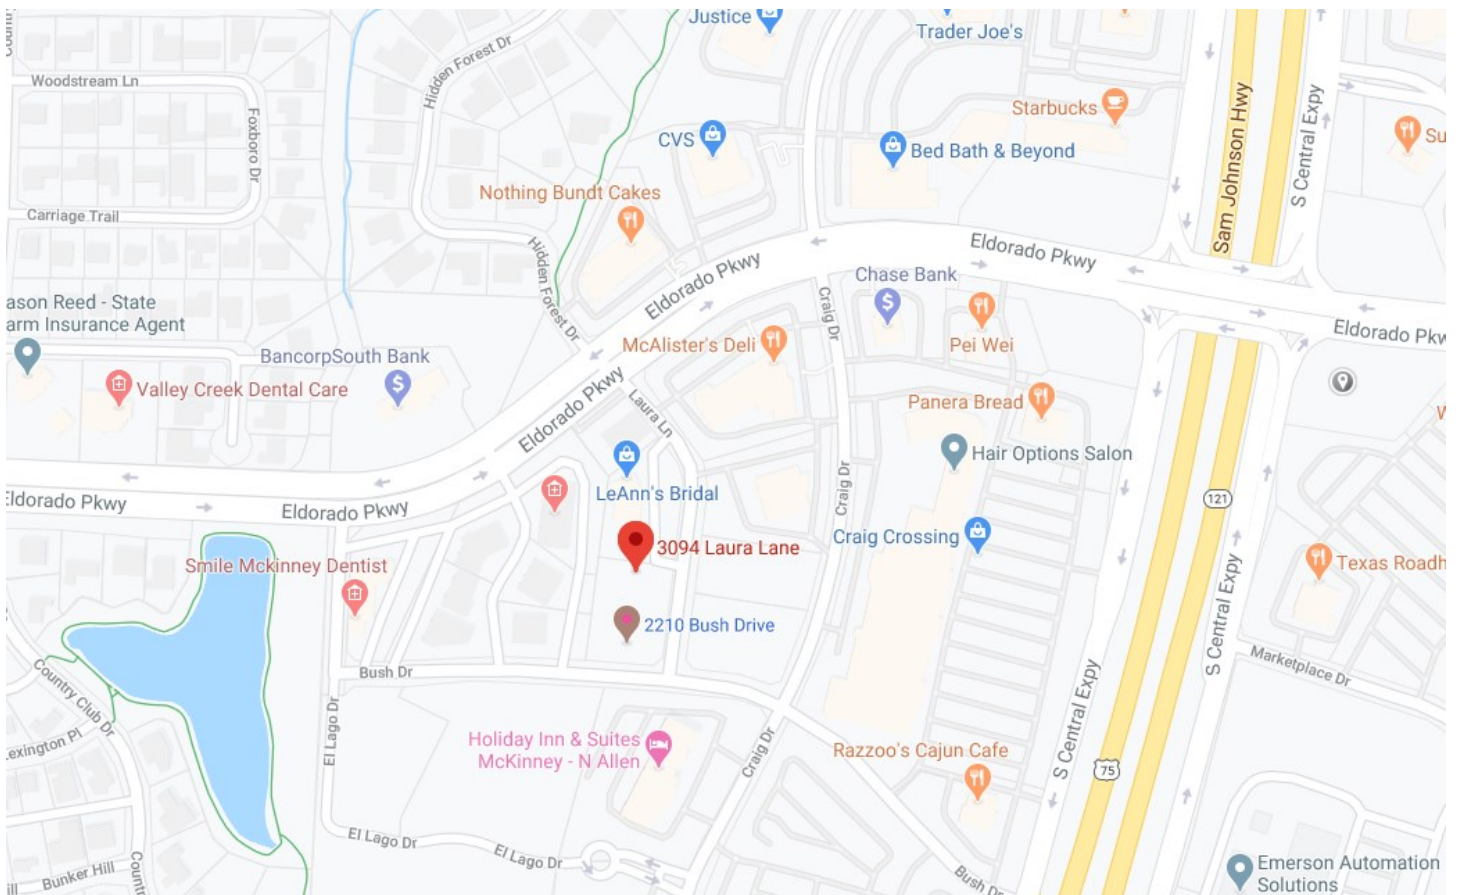 Justice
Trader Joe's
Hidden Forest Dr
Woodstream Ln
Foxboro Dr
Starbucks
Sam Johnson Hwy
S Central Expy
CVS
Bed Bath & Beyond
Su
Nothing Bundt Cakes
Carriage Trail
Hidden Forest Dr
Eldorado Pkwy
Eldorado Pkwy
Chase Bank
Craig Dr
ason Reed - State
arm Insurance Agent
Eldorado Pkw
McAlister's Deli
Pei Wei
BancorpSouth Bank
Valley Creek Dental Care
Eldorado Pkwy
Laura Ln
Panera Bread
Hair Options Salon
LeAnn's Bridal
Craig Dr
121
Eldorado Pkwy
Eldorado Pkwy
Craig Crossing
3094 Laura Lane
Smile Mckinney Dentist
Texas Roadh
S Central Expy
2210 Bush Drive
Marketplace Dr
Bush Dr
Country Club Dr
El Lago Dr
exington Pl
Holiday Inn & Suites
McKinney - N Allen
Craig Dr
Razzoo's Cajun Cafe
S Central Expy
75
El Lago Dr
El Lago Dr
Bush Dr
Bunker Hill
Count
Emerson Automation
Solutions